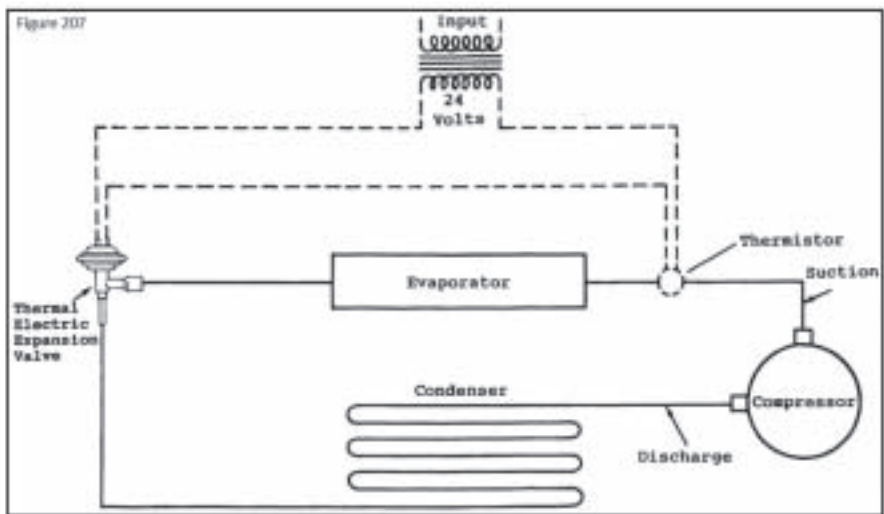 Figure 207
Input
24
Volts
Thermistor
Evaporator
Suction
Thermal
Electric
Expansion
Valve
Condenser
Compressor
Discharge